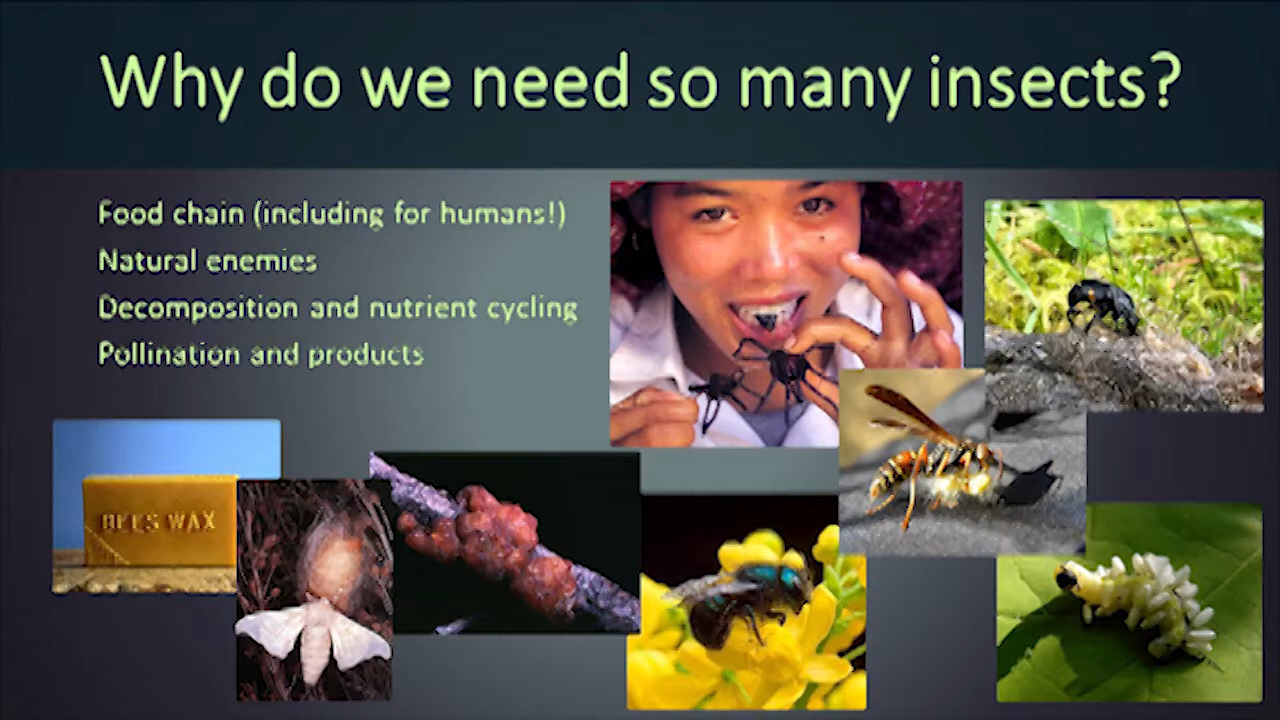 Why do we need so many insects?
Food chain (including for humans!)
Natural enemies
Decomposition and nutrient cycling
Pollination and products
BEES WAX